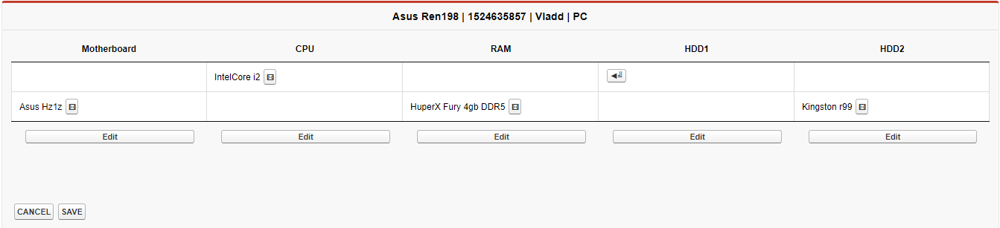 Asus Ren198 | 1524635857 | Vladd | PC
Motherboard CPU RAM HDD1 HDD2
IntelCore i2
Asus Hz1z HuperX Fury 4gb DDR5 Kingston r99
Edit Edit Edit Edit Edit
CANCEL SAVE